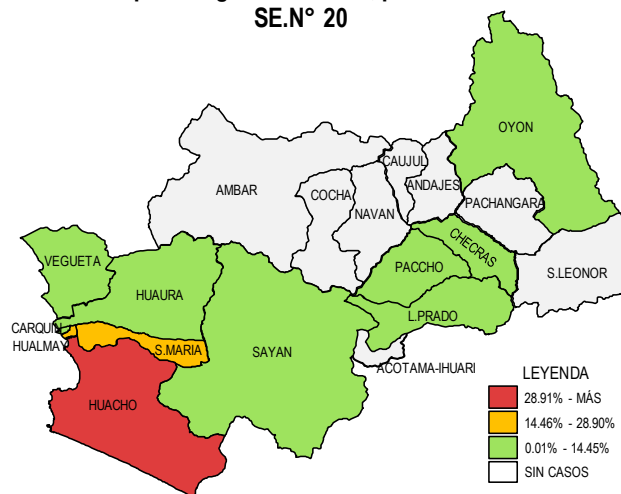 SE.N° 20
OYON
CAUJUL
AMBAR
COCHA
ANDAJES
NAVAN
PACHANGARA
CHECRAS
VEGUETA
PACCHO
S.LEONOR
HUAURA
L.PRADO
CARQUIN
HUALMAY
S.MARIA
SAYAN
ACOTAMA-IHUARI
HUACHO
LEYENDA
28.91% - MÁS
14.46% - 28.90%
0.01% - 14.45%
SIN CASOS